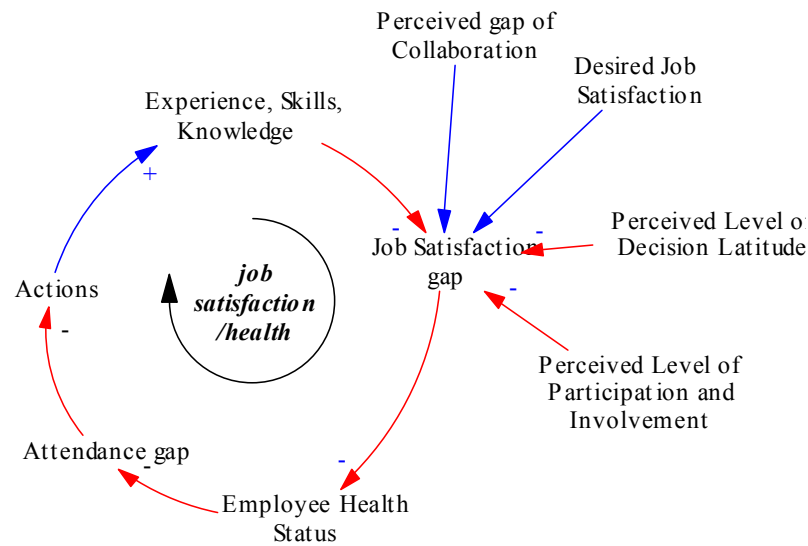 Perceived gap of
Collaboration
Desired Job
Satisfaction
Experience, Skills,
Knowledge
+
-
-
Perceived Level of
Decision Latitude
Job Satisfaction
gap
job
satisfaction
/health
Actions
-
-
Perceived Level of
Participation and
Involvement
Attendance gap
-
-
Employee Health
Status